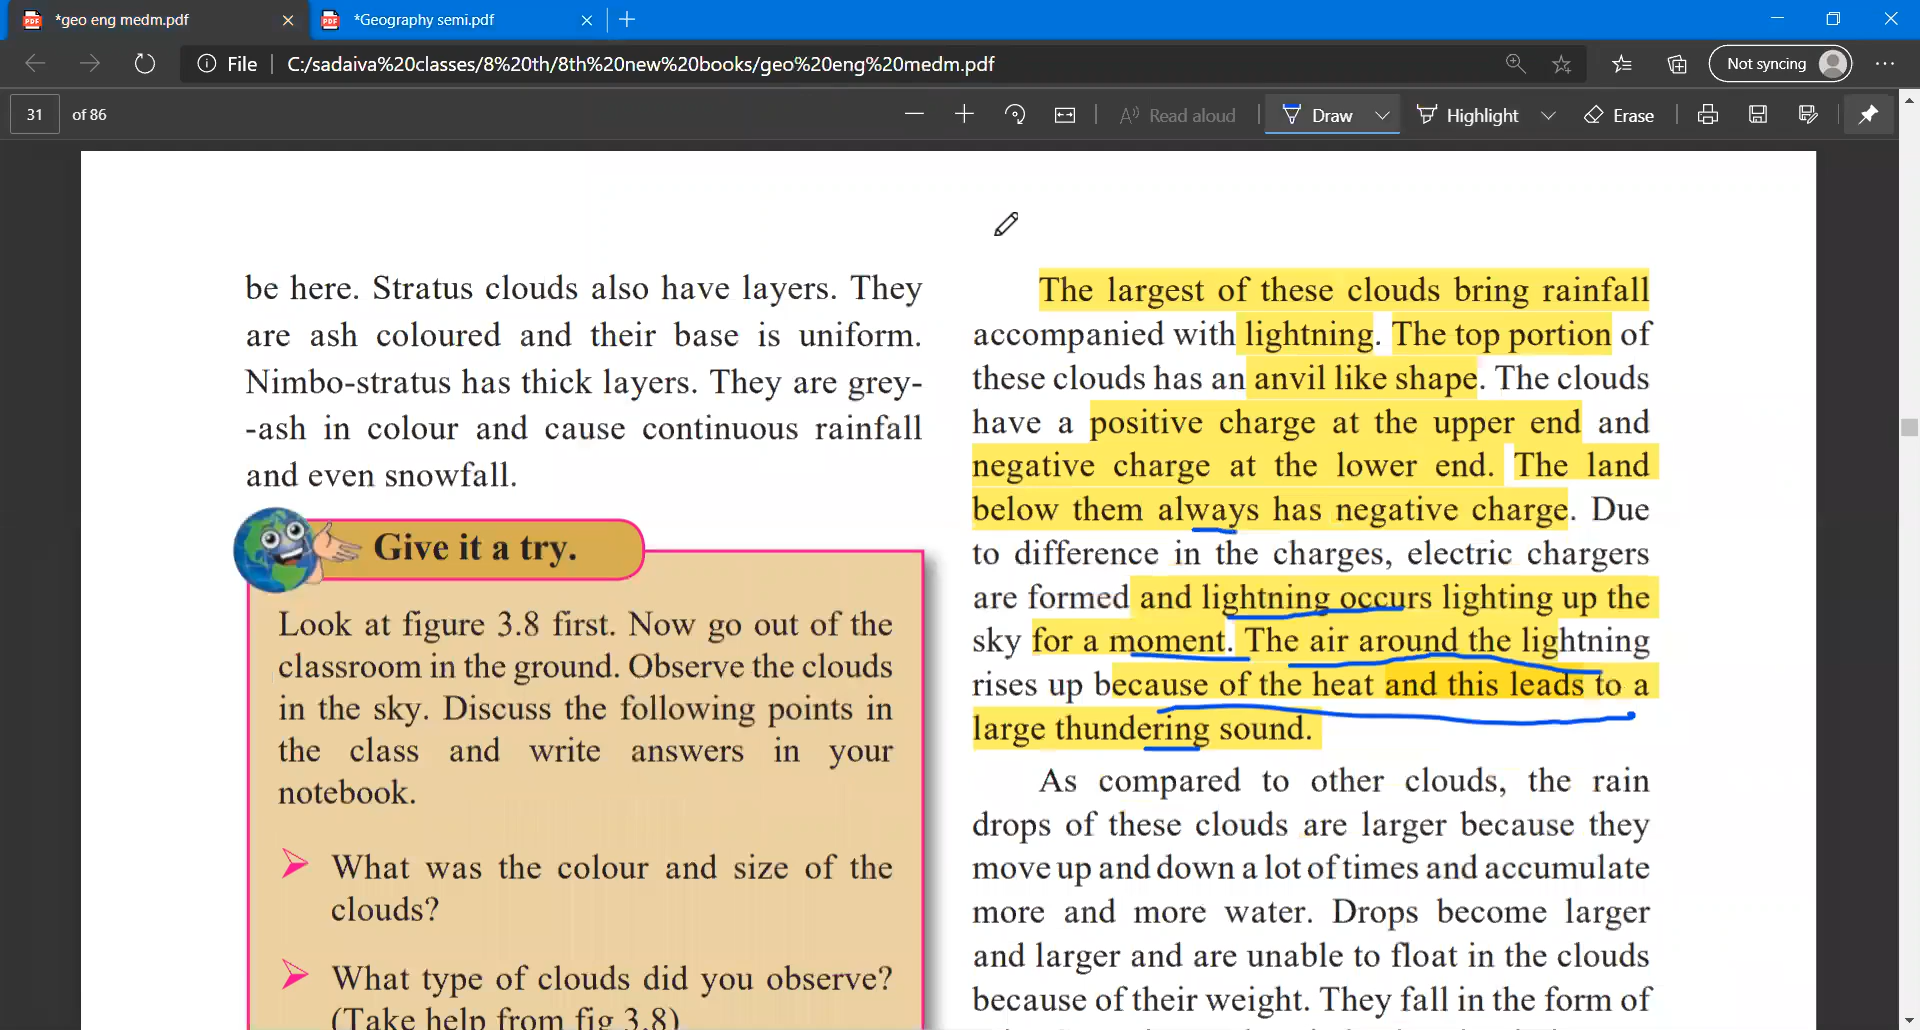 *geo eng medm.pdf
*Geography semi.pdf
File
C:/sadaiva%20classes/8%20th/8th%20new%20books/geo%20eng%20medm.pdf
Not syncing
31 of 86
Read aloud
Draw
Highlight
Erase
be here. Stratus clouds also have layers. They
are ash coloured and their base is uniform.
Nimbo-stratus has thick layers. They are grey-
-ash in colour and cause continuous rainfall
and even snowfall.
Give it a try.
Look at figure 3.8 first. Now go out of the
classroom in the ground. Observe the clouds
in the sky. Discuss the following points in
the class and write answers in your
notebook.
What was the colour and size of the
clouds?
What type of clouds did you observe?
(Take help from fig 3.8)
The largest of these clouds bring rainfall
accompanied with lightning. The top portion of
these clouds has an anvil like shape. The clouds
have a positive charge at the upper end and
negative charge at the lower end. The land
below them always has negative charge. Due
to difference in the charges, electric chargers
are formed and lightning occurs lighting up the
sky for a moment. The air around the lightning
rises up because of the heat and this leads to a
large thundering sound.
As compared to other clouds, the rain
drops of these clouds are larger because they
move up and down a lot of times and accumulate
more and more water. Drops become larger
and larger and are unable to float in the clouds
because of their weight. They fall in the form of